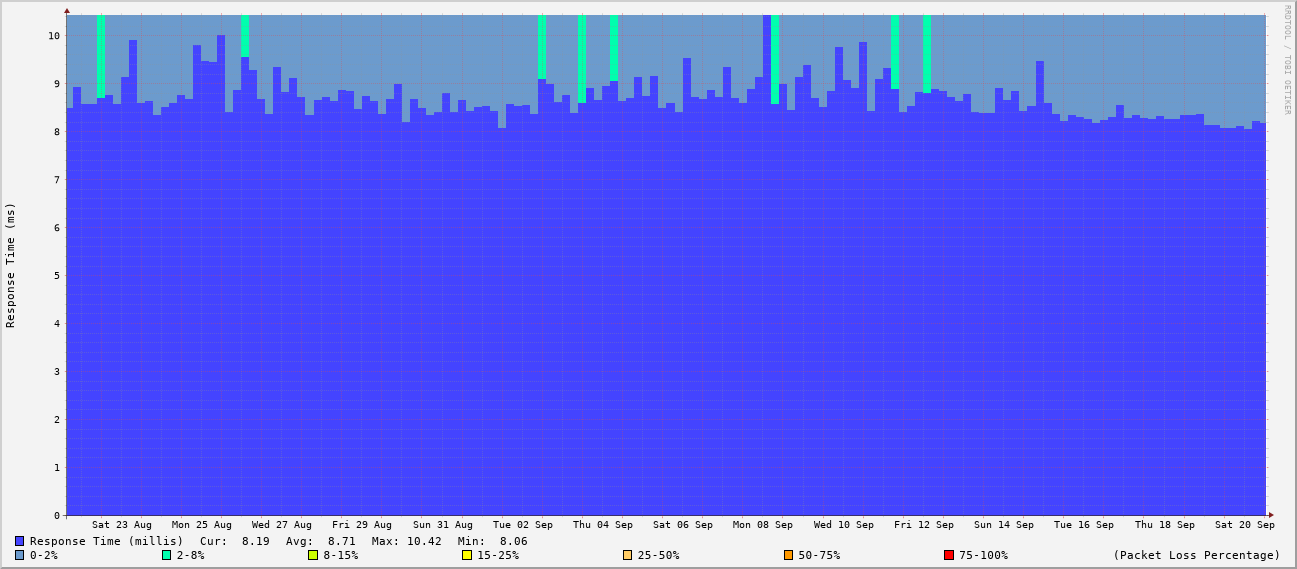 RRDTOOL / TOBI OETIKER
Response Time (ms)
10
9
8
7
6
5
4
3
2
1
0
Sat 23 Aug Mon 25 Aug Wed 27 Aug Fri 29 Aug Sun 31 Aug Tue 02 Sep Thu 04 Sep Sat 06 Sep Mon 08 Sep Wed 10 Sep Fri 12 Sep Sun 14 Sep Tue 16 Sep Thu 18 Sep Sat 20 Sep
Response Time (millis) Cur: 8.19 Avg: 8.71 Max: 10.42 Min: 8.06
0-2% 2-8% 8-15% 15-25% 25-50% 50-75% 75-100% (Packet Loss Percentage)